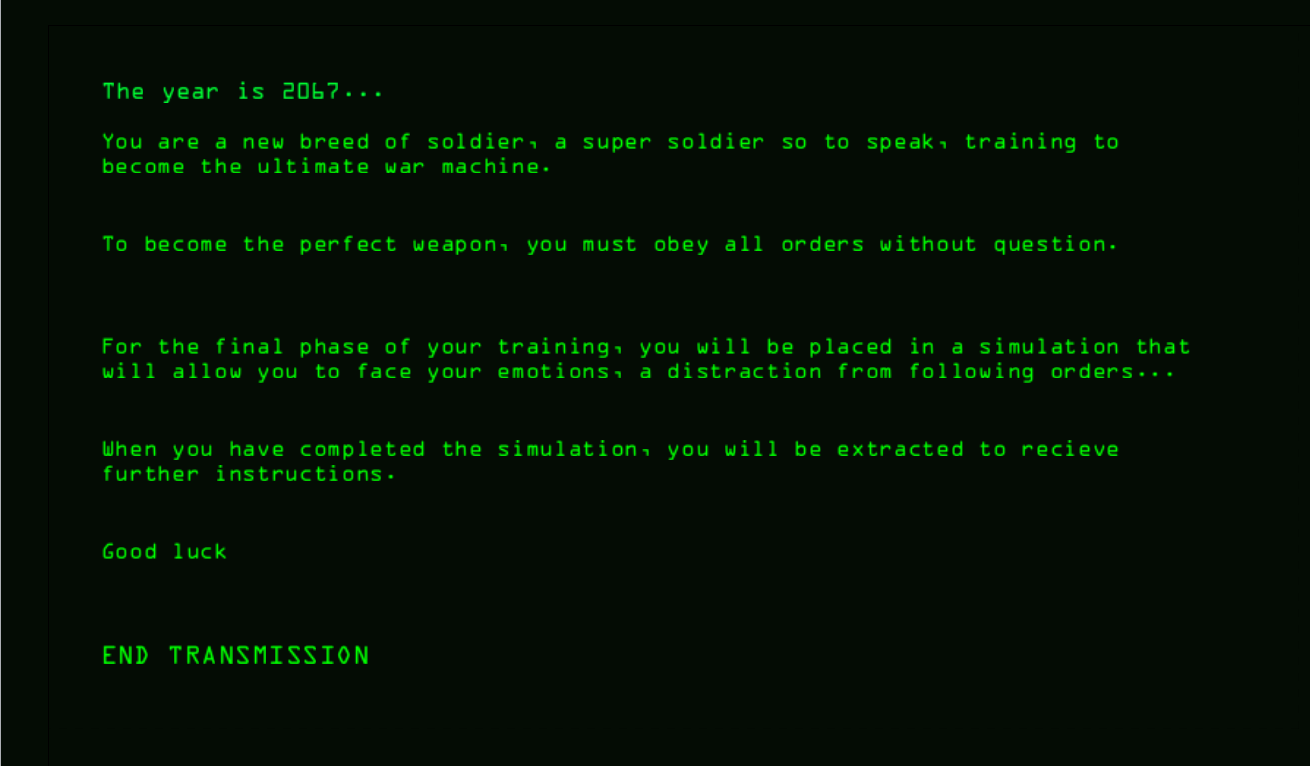 The year is 2067...
You are a new breed of soldier, a super soldier so to speak, training to
become the ultimate war machine.
To become the perfect weapon, you must obey all orders without question.
For the final phase of your training, you will be placed in a simulation that
will allow you to face your emotions, a distraction from following orders...
When you have completed the simulation, you will be extracted to recieve
further instructions.
Good luck
END TRANSMISSION